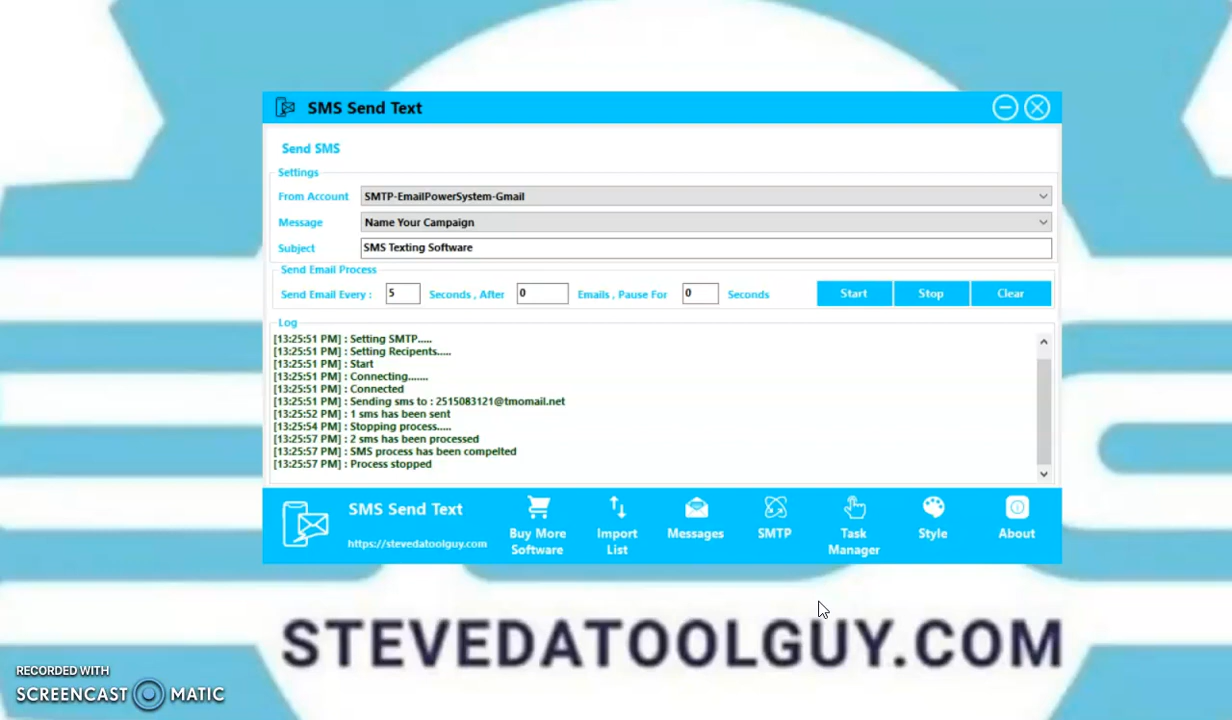 SMS Send Text
Send SMS
Settings
From Account SMTP-EmailPowerSystem-Gmail
Message Name Your Campaign
Subject SMS Texting Software
Send Email Process
Send Email Every : 5 Seconds , After 0 Emails , Pause For 0 Seconds Start Stop Clear
Log
[13:25:51 PM] : Setting SMTP.....
[13:25:51 PM] : Setting Recipents.....
[13:25:51 PM] : Start
[13:25:51 PM] : Connecting.......
[13:25:51 PM] : Connected
[13:25:51 PM] : Sending sms to : 2515083121@tmomail.net
[13:25:52 PM] : 1 sms has been sent
[13:25:54 PM] : Stopping process.....
[13:25:57 PM] : 2 sms has been processed
[13:25:57 PM] : SMS process has been compelted
[13:25:57 PM] : Process stopped
SMS Send Text
https://stevedatoolguy.com
Buy More
Software
Import
List
Messages
SMTP
Task
Manager
Style
About
STEVEDATOOLGUY.COM
RECORDED WITH
SCREENCAST MATIC